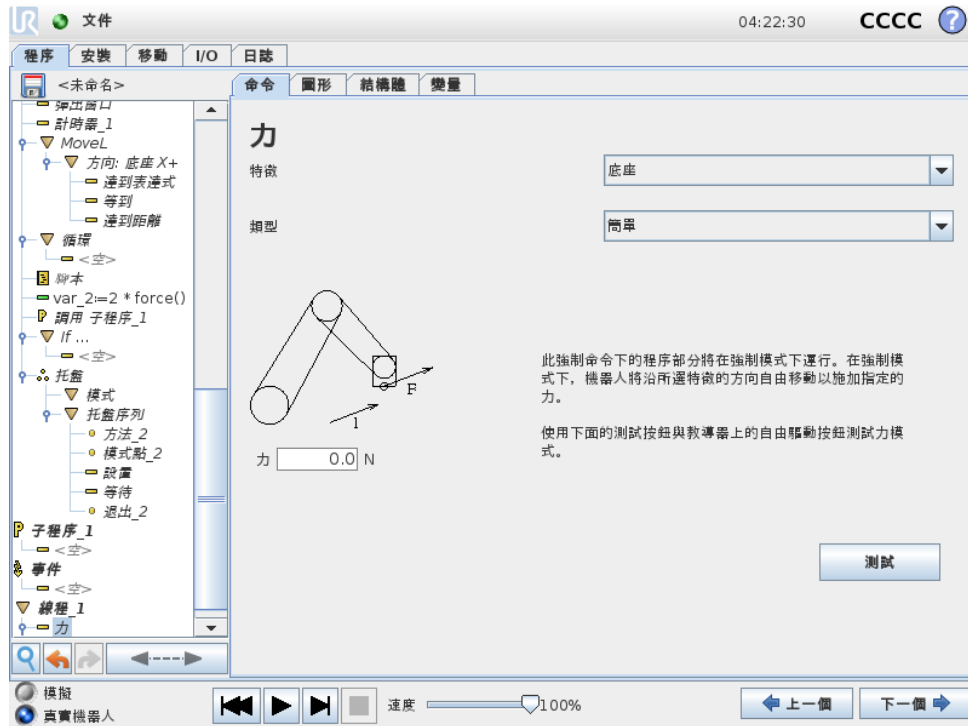 UR 文件 04:22:30 CCCC ?
程序 安裝 移動 I/O 日誌
<未命名> 命令 圖形 結構體 變量
彈出窗口
計時器_1
MoveL
方向: 底座 X+
達到表達式
等到
達到距離
循環
<空>
腳本
var_2:=2 * force()
調用 子程序_1
If ...
<空>
托盤
模式
托盤序列
方法_2
模式點_2
設置
等待
退出_2
P 子程序_1
<空>
事件
<空>
線程_1
力
力
特徵 底座
類型 簡單
F
1
力 0.0 N
此強制命令下的程序部分將在強制模式下運行。在強制模
式下，機器人將沿所選特徵的方向自由移動以施加指定的
力。
使用下面的測試按鈕與教導器上的自由驅動按鈕測試力模
式。
測試
模擬
真實機器人
速度 100%
上一個 下一個